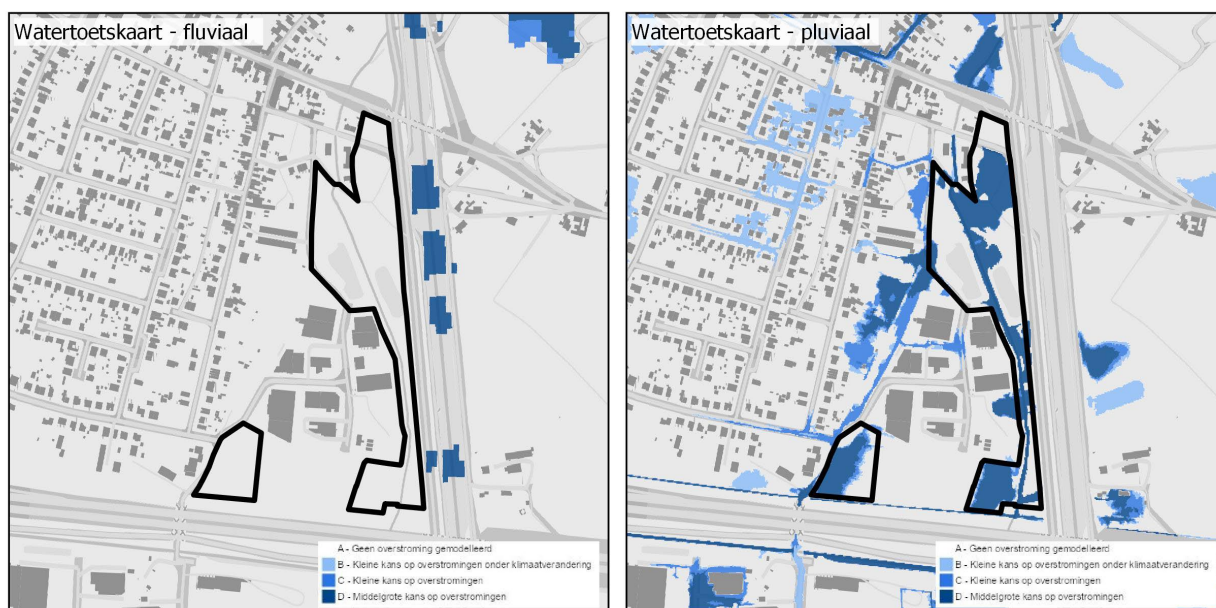 Watertoetskaart - fluviaal
A - Geen overstroming gemodelleerd
B - Kleine kans op overstromingen onder klimaatverandering
C - Kleine kans op overstromingen
D - Middelgrote kans op overstromingen
Watertoetskaart - pluviaal
A - Geen overstroming gemodelleerd
B - Kleine kans op overstromingen onder klimaatverandering
C - Kleine kans op overstromingen
D - Middelgrote kans op overstromingen